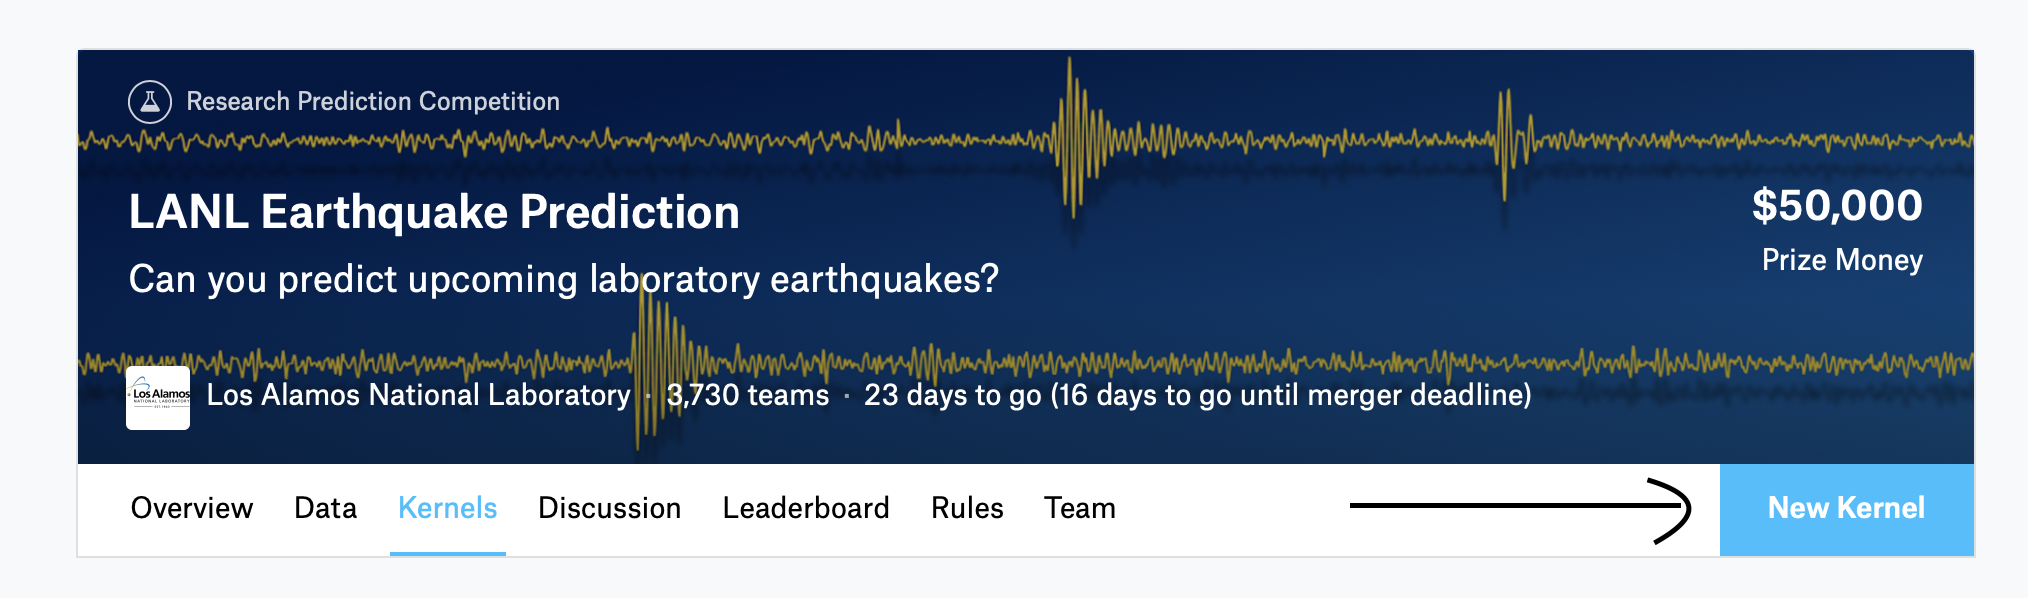 Research Prediction Competition
LANL Earthquake Prediction
$50,000
Can you predict upcoming laboratory earthquakes?
Prize Money
Los Alamos
NATIONAL LABORATORY
EST. 1943
Los Alamos National Laboratory · 3,730 teams · 23 days to go (16 days to go until merger deadline)
Overview Data Kernels Discussion Leaderboard Rules Team New Kernel